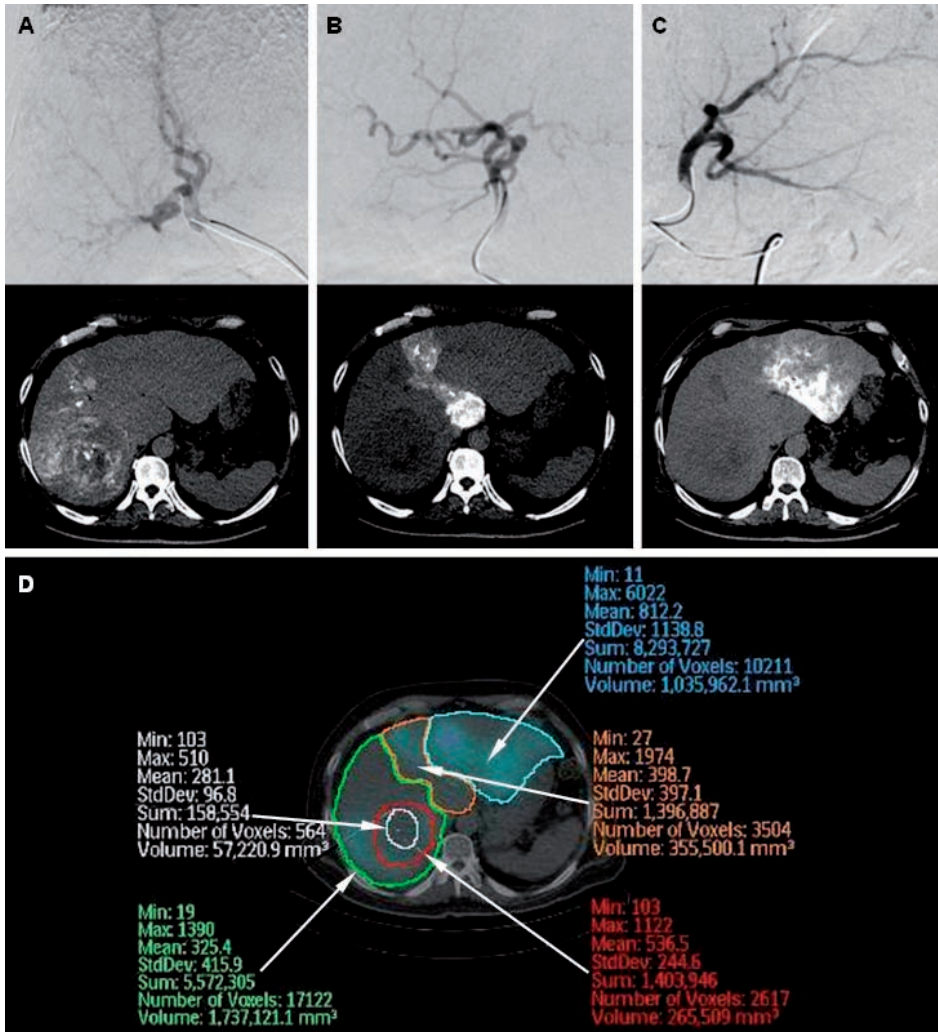 A
B
C
D
Min: 11
Max: 6022
Mean: 812.2
StdDev: 1138.8
Sum: 8,293,727
Number of Voxels: 10211
Volume: 1,035,962.1 mm³
Min: 103
Max: 510
Mean: 281.1
StdDev: 96.8
Sum: 158,554
Number of Voxels: 564
Volume: 57,220.9 mm³
Min: 27
Max: 1974
Mean: 398.7
StdDev: 397.1
Sum: 1,396,887
Number of Voxels: 3504
Volume: 355,500.1 mm³
Min: 19
Max: 1390
Mean: 325.4
StdDev: 415.9
Sum: 5,572,305
Number of Voxels: 17122
Volume: 1,737,121.1 mm³
Min: 103
Max: 1122
Mean: 536.5
StdDev: 244.6
Sum: 1,403,946
Number of Voxels: 2617
Volume: 265,509 mm³